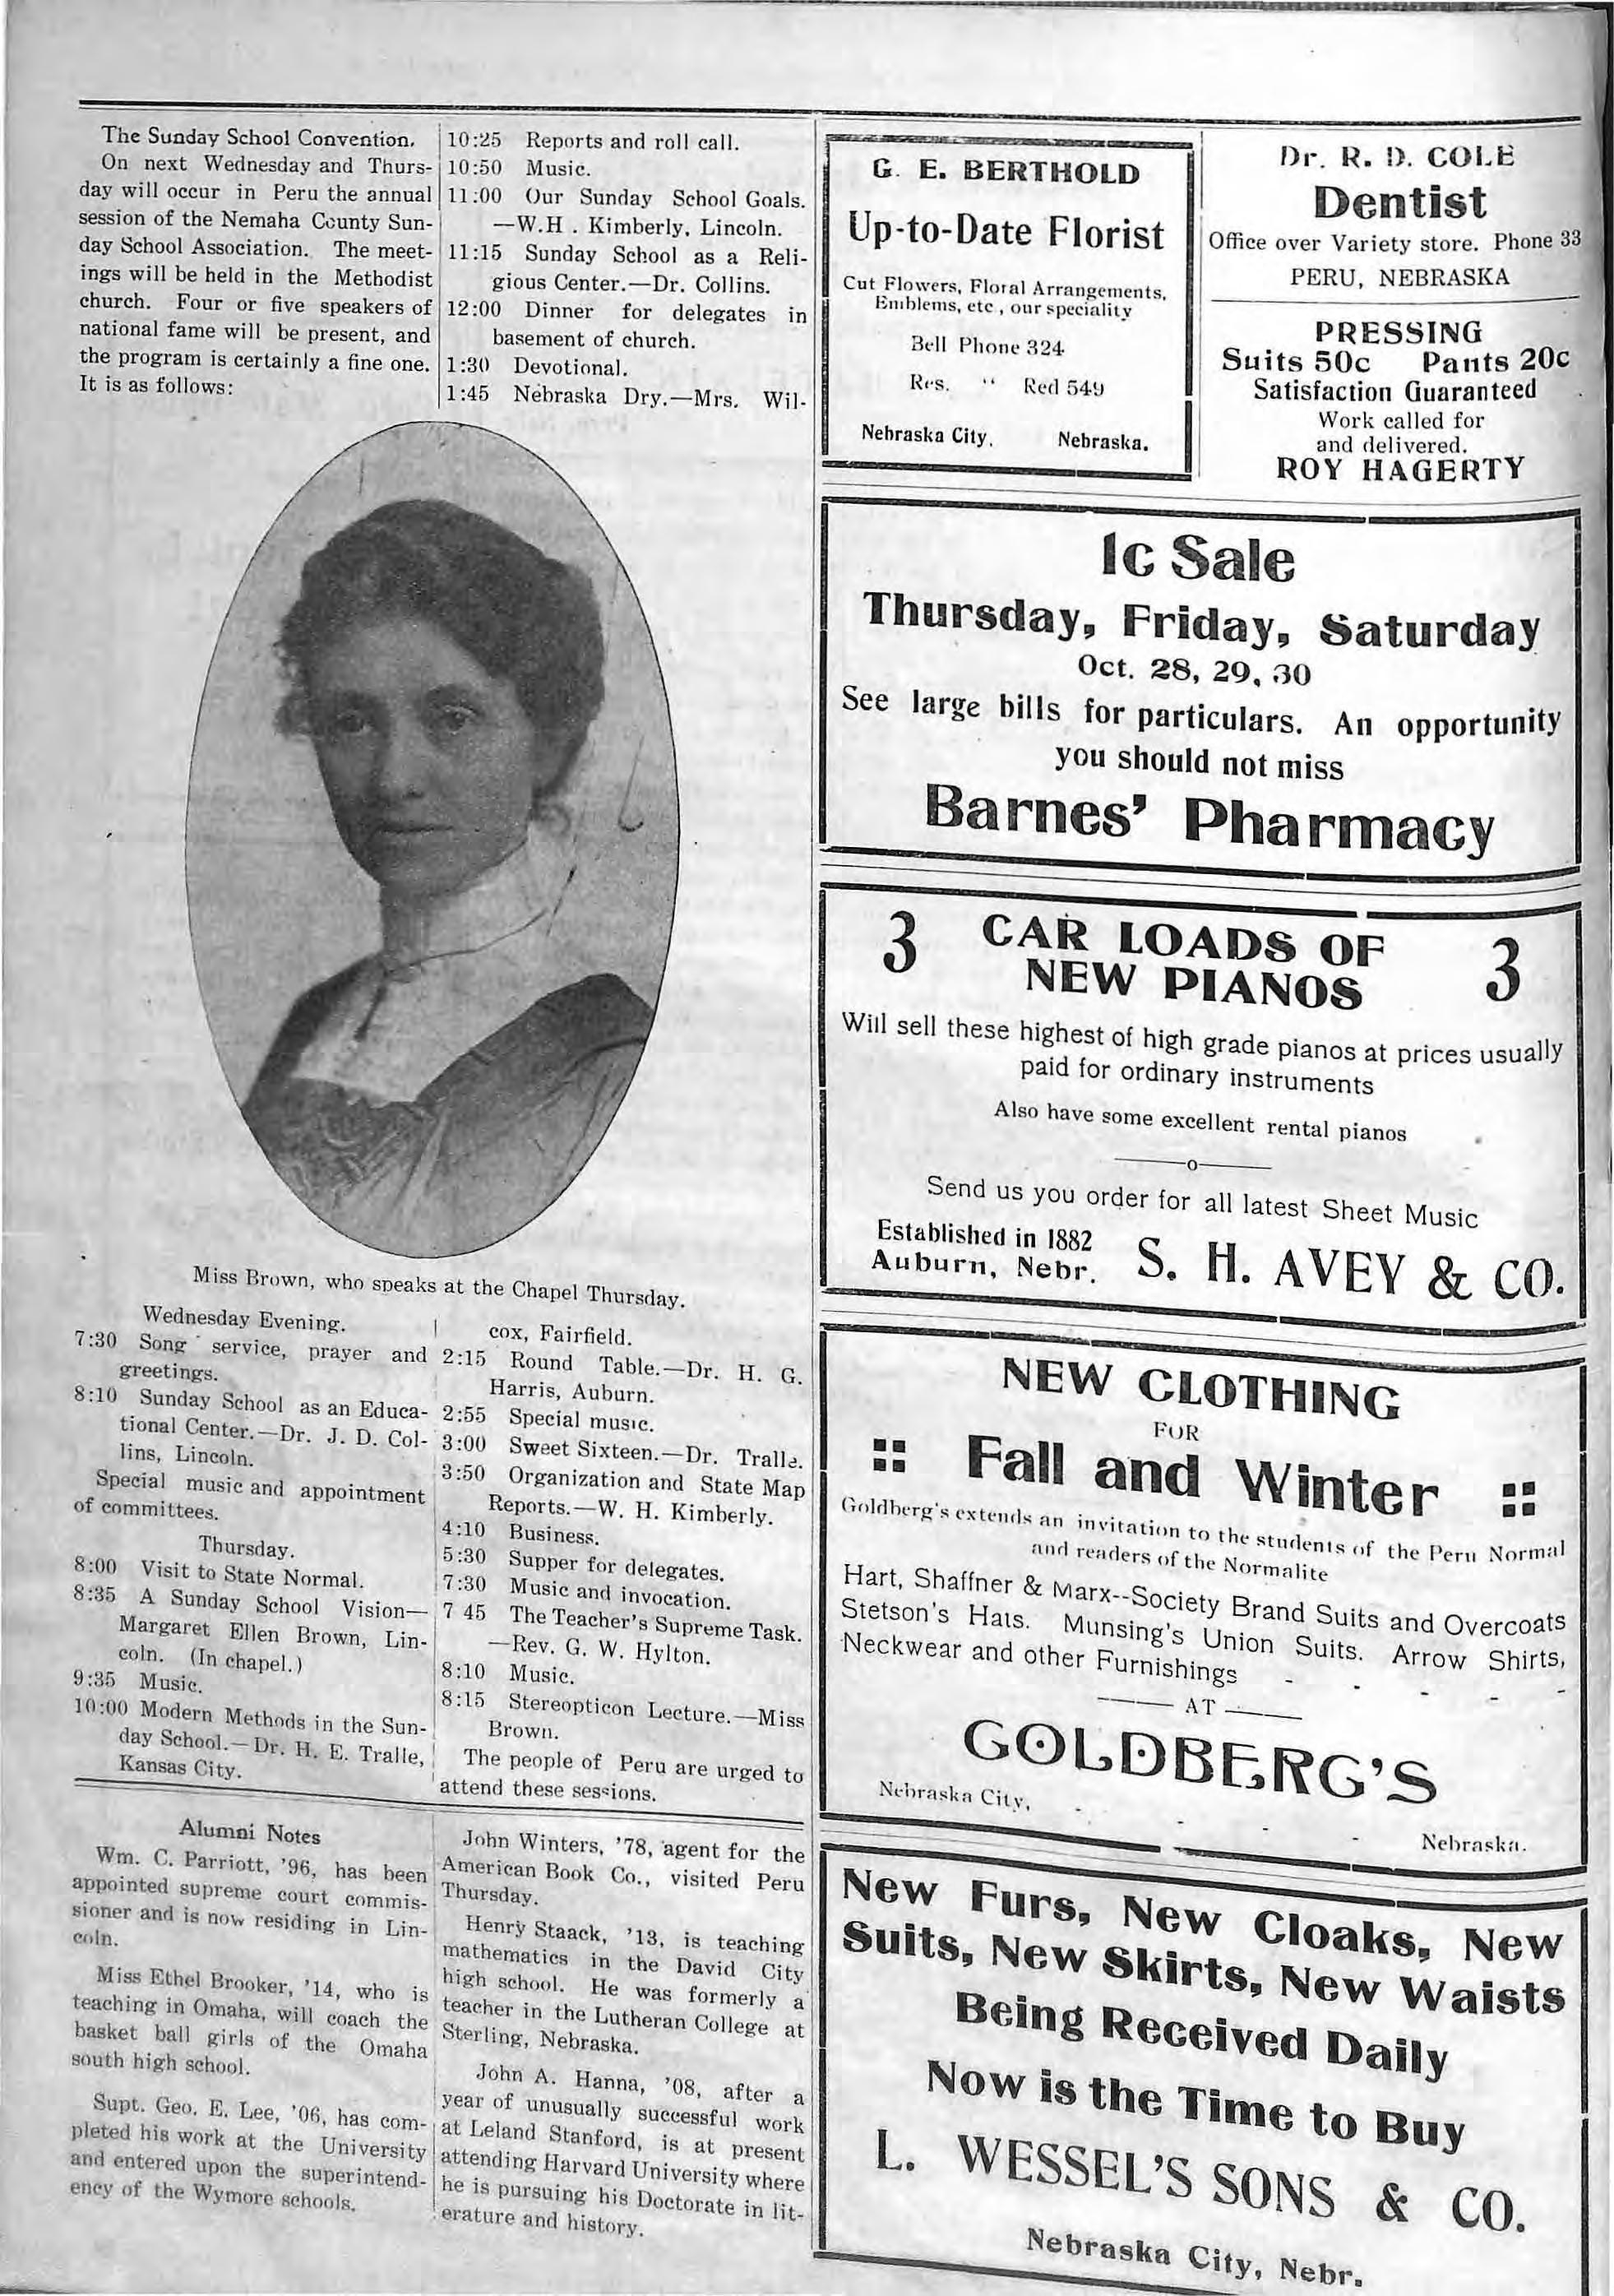 The Sunday School Convention.
On next Wednesday and Thurs-
day will occur in Peru the annual
session of the Nemaha County Sun-
day School Association. The meet-
ings will be held in the Methodist
church. Four or five speakers of
national fame will be present, and
the program is certainly a fine one.
It is as follows:
10:25 Reports and roll call.
10:50 Music.
11:00 Our Sunday School Goals.
—W.H . Kimberly, Lincoln.
11:15 Sunday School as a Reli-
gious Center.—Dr. Collins.
12:00 Dinner for delegates in
basement of church.
1:30 Devotional.
1:45 Nebraska Dry.—Mrs. Wil-
Miss Brown, who speaks at the Chapel Thursday.
Wednesday Evening.
7:30 Song service, prayer and
greetings.
8:10 Sunday School as an Educa-
tional Center.—Dr. J. D. Col-
lins, Lincoln.
Special music and appointment
of committees.
Thursday.
8:00 Visit to State Normal.
8:35 A Sunday School Vision—
Margaret Ellen Brown, Lin-
coln. (In chapel.)
9:35 Music.
10:00 Modern Methods in the Sun-
day School.—Dr. H. E. Tralle,
Kansas City.
cox, Fairfield.
2:15 Round Table.—Dr. H. G.
Harris, Auburn.
2:55 Special music.
3:00 Sweet Sixteen.—Dr. Tralle.
3:50 Organization and State Map
Reports.—W. H. Kimberly.
4:10 Business.
5:30 Supper for delegates.
7:30 Music and invocation.
7 45 The Teacher's Supreme Task.
—Rev. G. W. Hylton.
8:10 Music.
8:15 Stereopticon Lecture.—Miss
Brown.
The people of Peru are urged to
attend these sessions.
Alumni Notes
Wm. C. Parriott, '96, has been
appointed supreme court commis-
sioner and is now residing in Lin-
coln.
Miss Ethel Brooker, '14, who is
teaching in Omaha, will coach the
basket ball girls of the Omaha
south high school.
Supt. Geo. E. Lee, '06, has com-
pleted his work at the University
and entered upon the superintend-
ency of the Wymore schools.
John Winters, '78, agent for the
American Book Co., visited Peru
Thursday.
Henry Staack, '13, is teaching
mathematics in the David City
high school. He was formerly a
teacher in the Lutheran College at
Sterling, Nebraska.
John A. Hanna, '08, after a
year of unusually successful work
at Leland Stanford, is at present
attending Harvard University where
he is pursuing his Doctorate in lit-
erature and history.
G. E. BERTHOLD
Up-to-Date Florist
Cut Flowers, Floral Arrangements,
Emblems, etc., our speciality
Bell Phone 324
Res. " Red 549
Nebraska City, Nebraska.
Dr. R. D. COLE
Dentist
Office over Variety store. Phone 33
PERU, NEBRASKA
PRESSING
Suits 50c Pants 20c
Satisfaction Guaranteed
Work called for
and delivered.
ROY HAGERTY
1c Sale
Thursday, Friday, Saturday
Oct. 28, 29, 30
See large bills for particulars. An opportunity
you should not miss
Barnes' Pharmacy
3 CAR LOADS OF 3
NEW PIANOS
Will sell these highest of high grade pianos at prices usually
paid for ordinary instruments
Also have some excellent rental pianos
—o—
Send us you order for all latest Sheet Music
Established in 1882
Auburn, Nebr. S. H. AVEY & CO.
NEW CLOTHING
FOR
:: Fall and Winter ::
Goldberg's extends an invitation to the students of the Peru Normal
and readers of the Normalite
Hart, Shaffner & Marx--Society Brand Suits and Overcoats
Stetson's Hats. Munsing's Union Suits. Arrow Shirts,
Neckwear and other Furnishings - - - - -
—— AT ——
GOLDBERG'S
Nebraska City, - - - Nebraska.
New Furs, New Cloaks, New
Suits, New Skirts, New Waists
Being Received Daily
Now is the Time to Buy
L. WESSEL'S SONS & CO.
Nebraska City, Nebr.